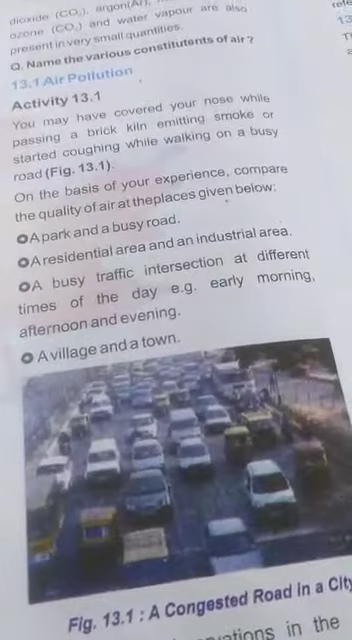 dioxide (CO₂), argon(Ar),
ozone (CO₃) and water vapour are also
present in very small quantities.
Q. Name the various constitutents of air?
13.1 Air Pollution
Activity 13.1
You may have covered your nose while
passing a brick kiln emitting smoke or
started coughing while walking on a busy
road (Fig. 13.1).
On the basis of your experience, compare
the quality of air at theplaces given below:
A park and a busy road.
A residential area and an industrial area.
A busy traffic intersection at different
times of the day e.g. early morning,
afternoon and evening.
A village and a town.
Fig. 13.1 : A Congested Road in a City
in the
13